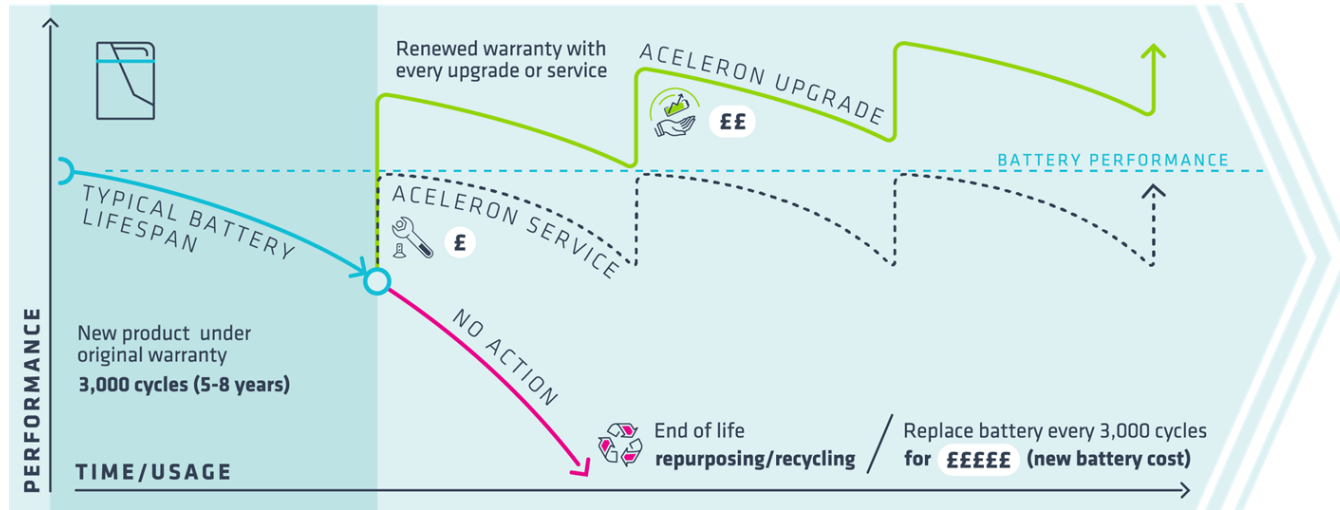 Renewed warranty with
every upgrade or service
ACELERON UPGRADE
££
BATTERY PERFORMANCE
TYPICAL BATTERY
LIFESPAN
ACELERON SERVICE
£
NO ACTION
New product under
original warranty
3,000 cycles (5-8 years)
End of life
repurposing/recycling
Replace battery every 3,000 cycles
for £££££ (new battery cost)
PERFORMANCE
TIME/USAGE